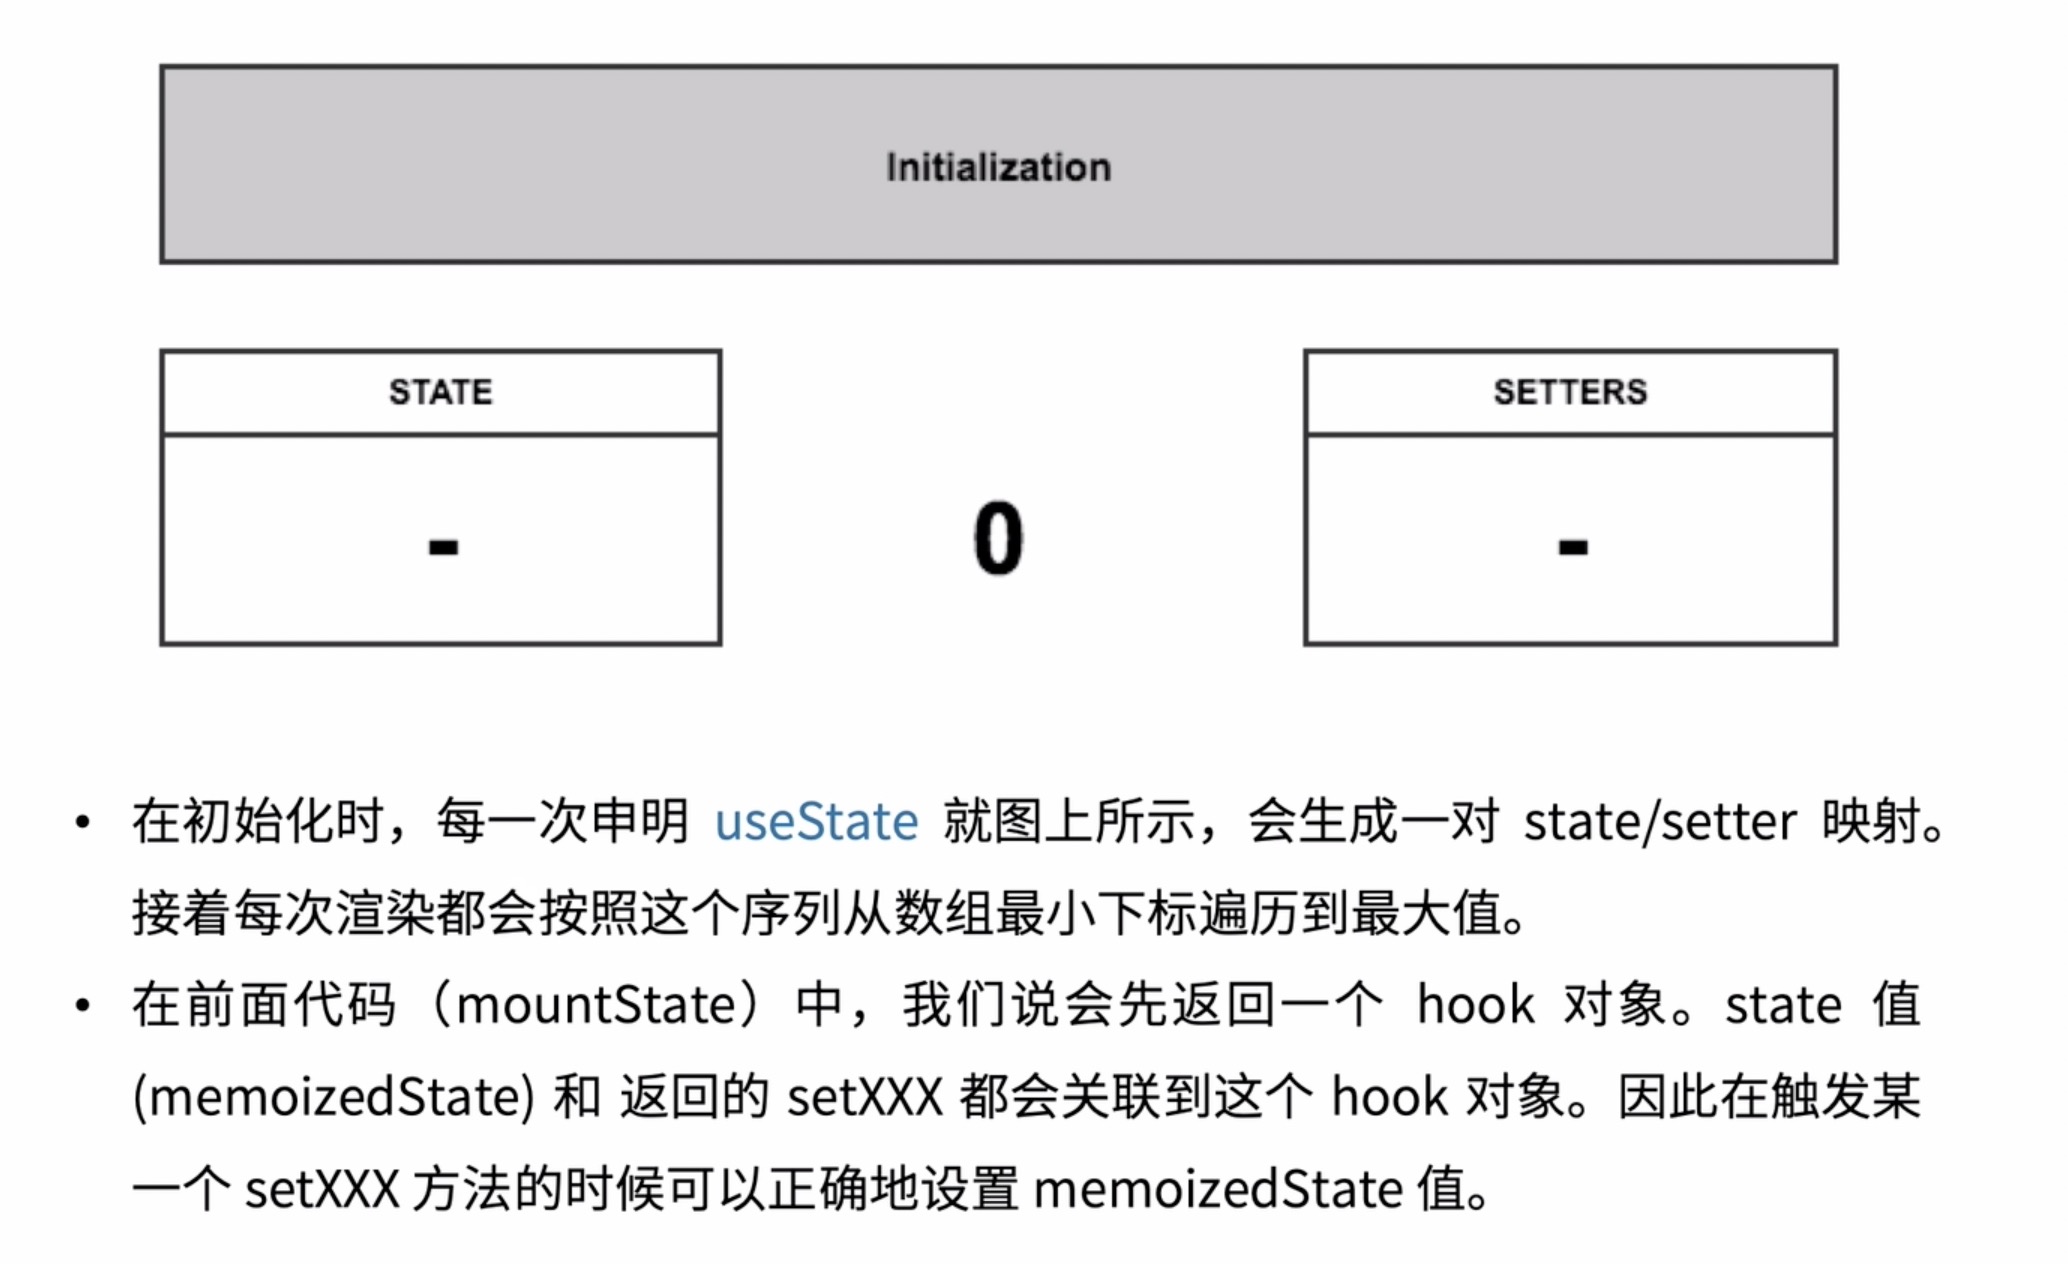 Initialization
STATE
SETTERS
-
0
-
• 在初始化时，每一次申明 useState 就图上所示，会生成一对 state/setter 映射。
接着每次渲染都会按照这个序列从数组最小下标遍历到最大值。
• 在前面代码（mountState）中，我们说会先返回一个 hook 对象。state 值
(memoizedState) 和 返回的 setXXX 都会关联到这个 hook 对象。因此在触发某
一个 setXXX 方法的时候可以正确地设置 memoizedState 值。